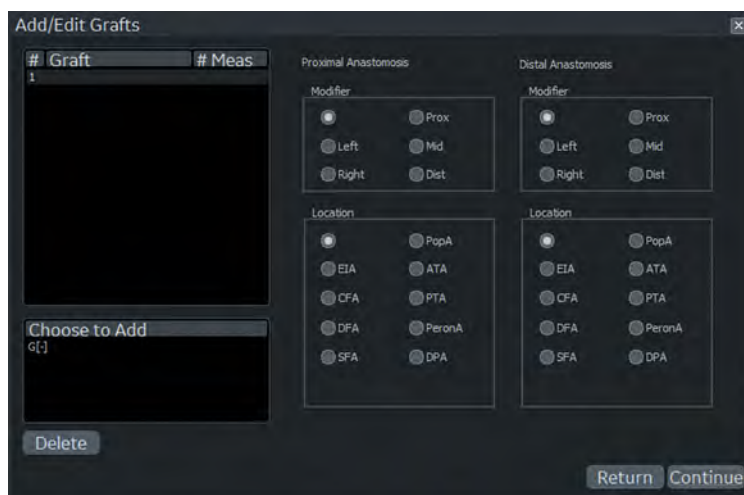 Add/Edit Grafts
# Graft # Meas
1
Choose to Add
G[-]
Delete
Proximal Anastomosis
Modifier
Prox
Left Mid
Right Dist
Location
PopA
EIA ATA
CFA PTA
DFA PeronA
SFA DPA
Distal Anastomosis
Modifier
Prox
Left Mid
Right Dist
Location
PopA
EIA ATA
CFA PTA
DFA PeronA
SFA DPA
Return Continue